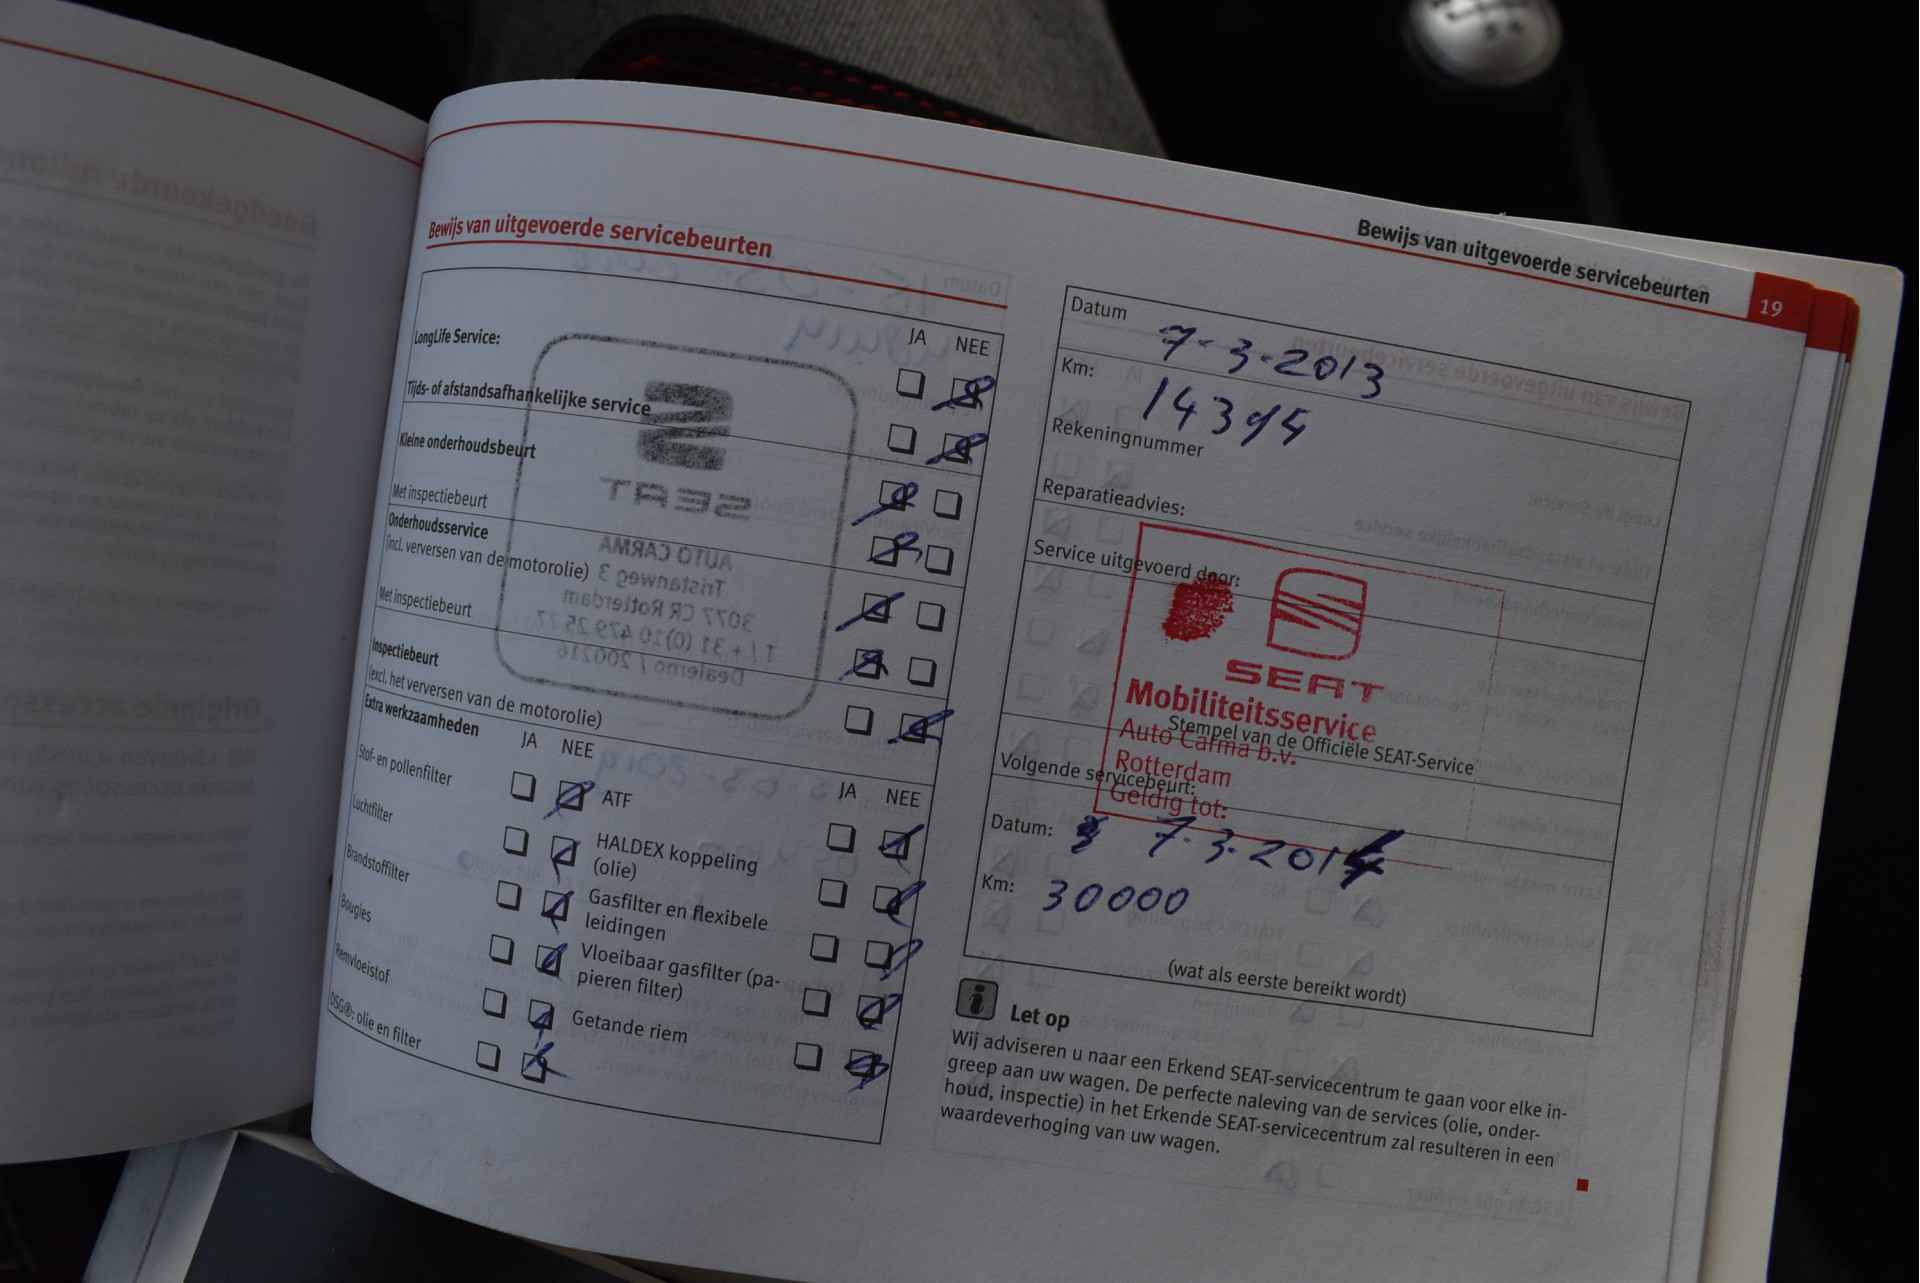 Bewijs van uitgevoerde servicebeurten
19
Bewijs van uitgevoerde servicebeurten
JA NEE
LongLife Service:
Tijds- of afstandsafhankelijke service
Kleine onderhoudsbeurt
Met inspectiebeurt
Onderhoudsservice
(incl. verversen van de motorolie)
Met inspectiebeurt
Inspectiebeurt
(excl. het verversen van de motorolie)
Extra werkzaamheden
JA NEE
JA NEE
Stof- en pollenfilter
Luchtfilter
Brandstoffilter
Bougies
Remvloeistof
DSG®: olie en filter
ATF
HALDEX koppeling
(olie)
Gasfilter en flexibele
leidingen
Vloeibaar gasfilter (pa-
pieren filter)
Getande riem
SEAT
AUTO CARMA
Tristanweg 3
3077 CR Rotterdam
T / + 31 (0)10 479 25 77
Dealerno / 200216
Datum 7-3-2013
Km:
Rekeningnummer
Reparatieadvies:
Service uitgevoerd door:
SEAT
Mobiliteitsservice
Stempel van de Officiële SEAT-Service
Auto Carma b.v.
Rotterdam
Geldig tot:
Volgende servicebeurt:
Datum: 7-3-2014
Km: 30000
(wat als eerste bereikt wordt)
Let op
Wij adviseren u naar een Erkend SEAT-servicecentrum te gaan voor elke in-
greep aan uw wagen. De perfecte naleving van de services (olie, onder-
houd, inspectie) in het Erkende SEAT-servicecentrum zal resulteren in een
waardeverhoging van uw wagen.